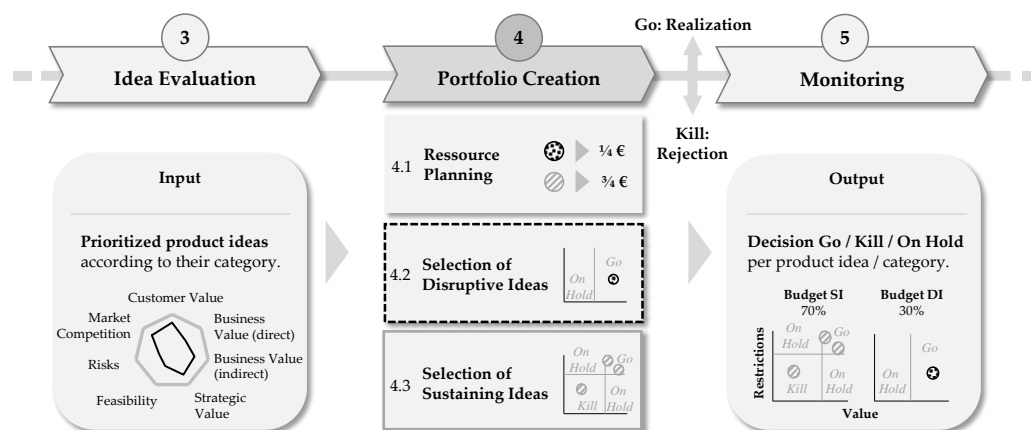 3
Idea Evaluation
4
Portfolio Creation
Go: Realization
Kill:
Rejection
5
Monitoring
Input
Prioritized product ideas
according to their category.
Customer Value
Market
Competition
Business
Value (direct)
Risks
Business Value
(indirect)
Feasibility
Strategic
Value
4.1
Ressource
Planning
¼ €
¾ €
4.2
Selection of
Disruptive Ideas
On
Hold
Go
4.3
Selection of
Sustaining Ideas
On
Hold
Go
Kill
On
Hold
Output
Decision Go / Kill / On Hold
per product idea / category.
Budget SI
70%
Budget DI
30%
Restrictions
On
Hold
Go
Kill
On
Hold
Go
On
Hold
Value